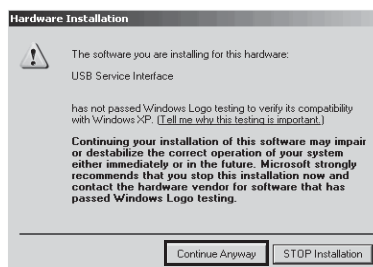 Hardware Installation
The software you are installing for this hardware:
USB Service Interface
has not passed Windows Logo testing to verify its compatibility
with Windows XP. (Tell me why this testing is important.)
Continuing your installation of this software may impair
or destabilize the correct operation of your system
either immediately or in the future. Microsoft strongly
recommends that you stop this installation now and
contact the hardware vendor for software that has
passed Windows Logo testing.
Continue Anyway STOP Installation